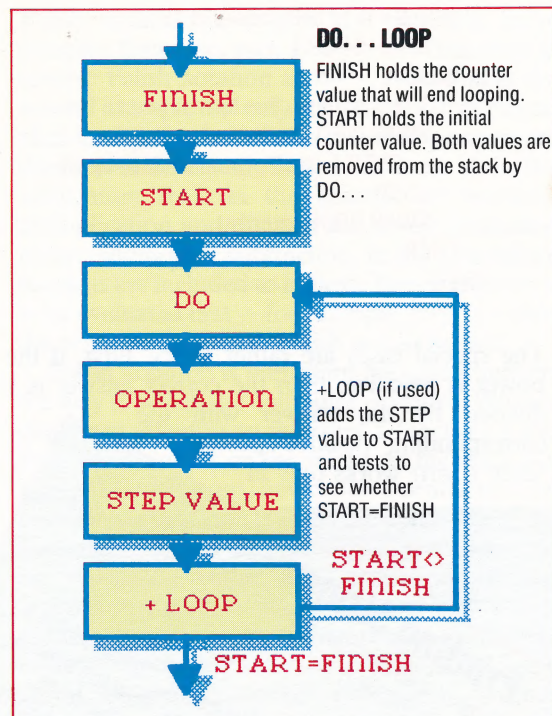 DO. . . LOOP
FINISH holds the counter
value that will end looping.
START holds the initial
counter value. Both values are
removed from the stack by
DO. . .
FINISH
START
DO
OPERATION
STEP VALUE
+ LOOP
+LOOP (if used)
adds the STEP
value to START
and tests to
see whether
START=FINISH
START<>
FINISH
START=FINISH